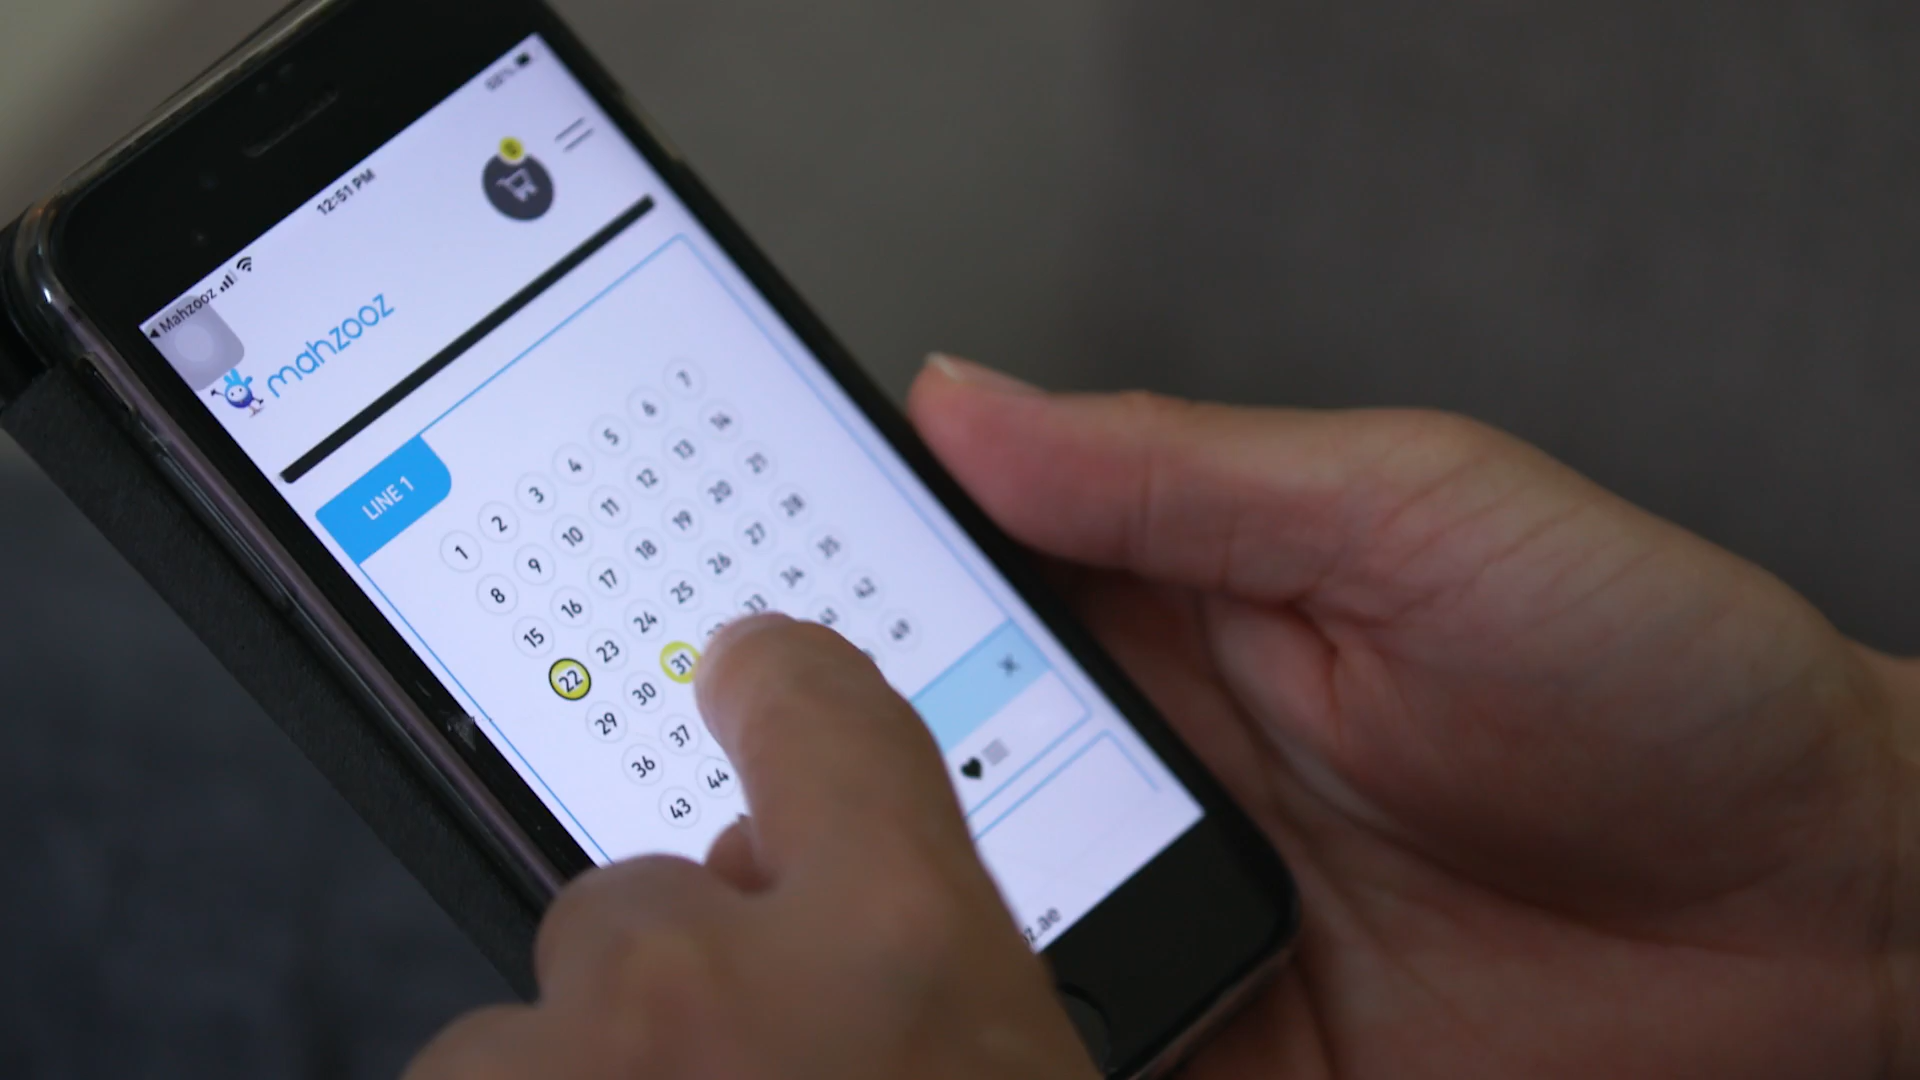 ◀ Mahzooz
12:51 PM
mahzooz
LINE 1
1 2 3 4 5 6 7
8 9 10 11 12 13 14
15 16 17 18 19 20 21
22 23 24 25 26 27 28
29 30 31 33 34 35
36 37 41 42
43 44 49
z.ae